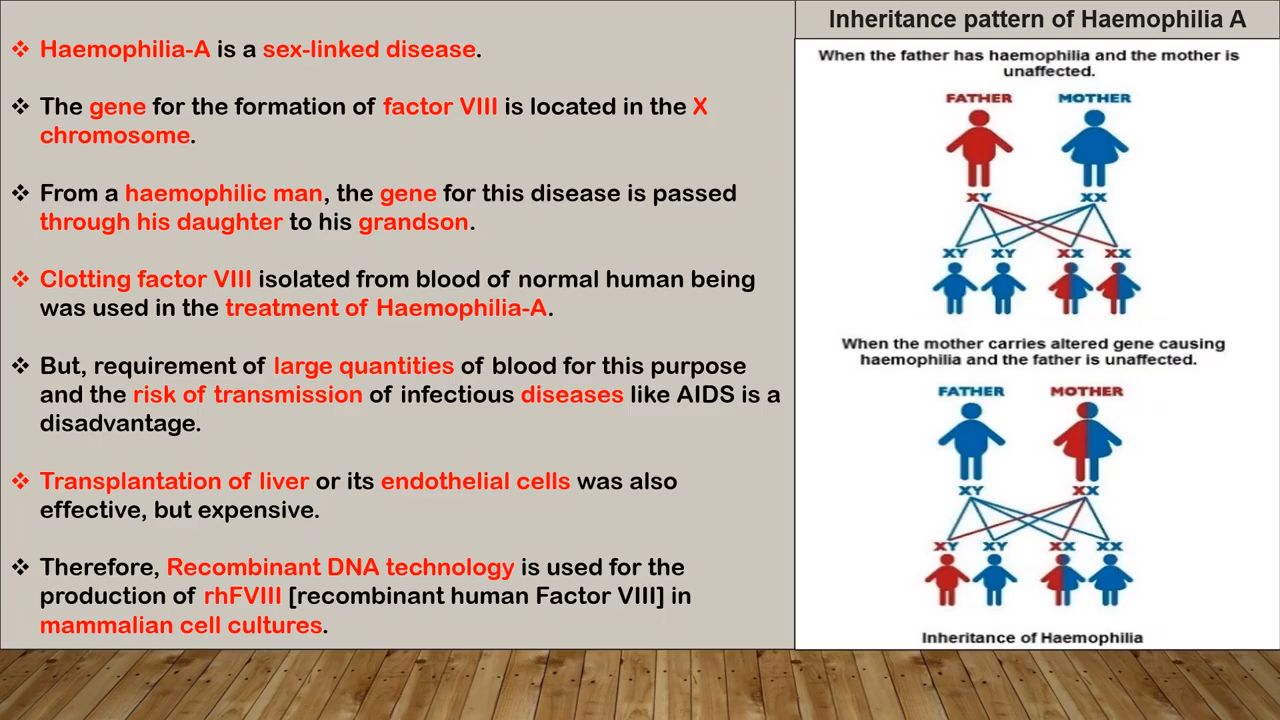 ❖ Haemophilia-A is a sex-linked disease.
❖ The gene for the formation of factor VIII is located in the X
chromosome.
❖ From a haemophilic man, the gene for this disease is passed
through his daughter to his grandson.
❖ Clotting factor VIII isolated from blood of normal human being
was used in the treatment of Haemophilia-A.
❖ But, requirement of large quantities of blood for this purpose
and the risk of transmission of infectious diseases like AIDS is a
disadvantage.
❖ Transplantation of liver or its endothelial cells was also
effective, but expensive.
❖ Therefore, Recombinant DNA technology is used for the
production of rhFVIII [recombinant human Factor VIII] in
mammalian cell cultures.
Inheritance pattern of Haemophilia A
When the father has haemophilia and the mother is
unaffected.
FATHER MOTHER
XY XX
XY XY XX XX
When the mother carries altered gene causing
haemophilia and the father is unaffected.
FATHER MOTHER
XY XX
XY XY XX XX
Inheritance of Haemophilia